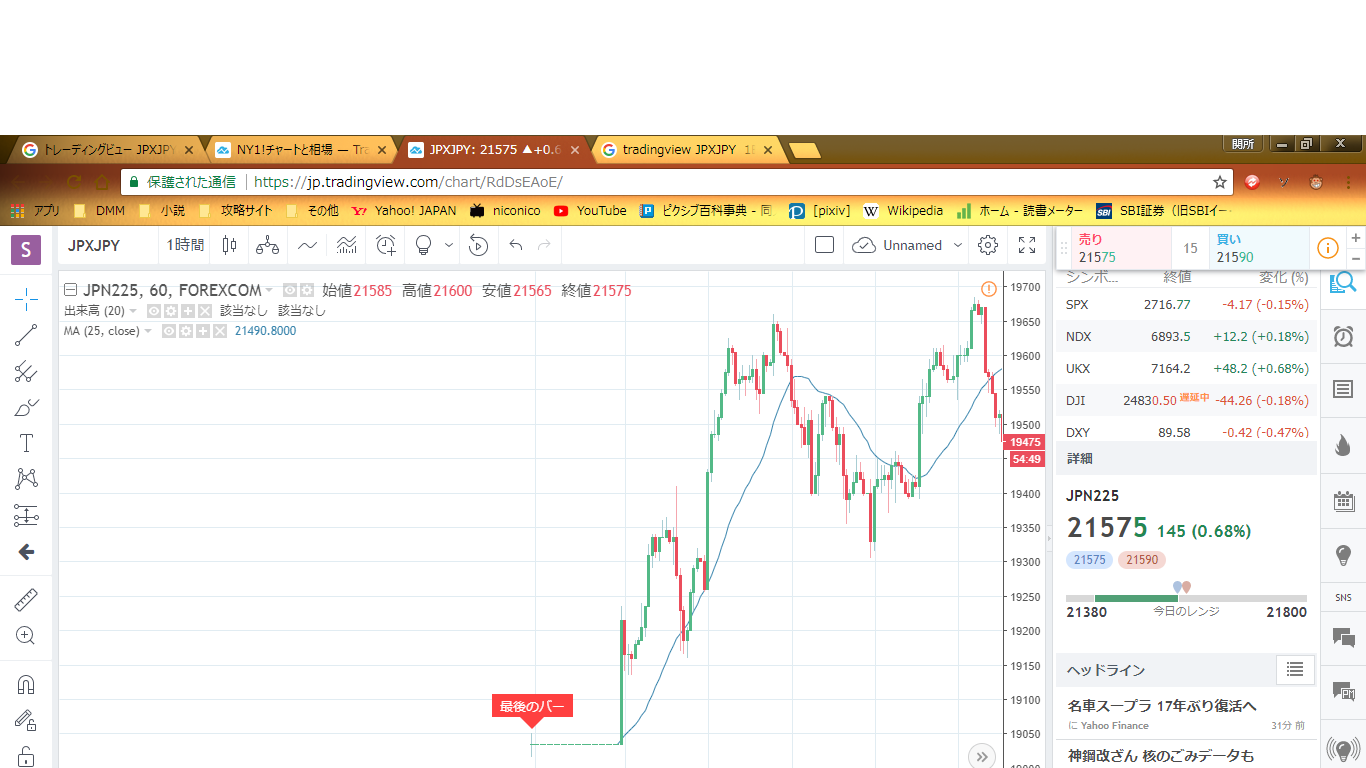 トレーディングビュー JPXJPY
NY1!チャートと相場 — Tra
JPXJPY: 21575 ▲+0.6
tradingview JPXJPY
開所
保護された通信 https://jp.tradingview.com/chart/RdDsEAoE/
アプリ DMM 小説 攻略サイト その他 Yahoo! JAPAN niconico YouTube ピクシブ百科事典 - 同 [pixiv] Wikipedia ホーム - 読書メーター SBI証券（旧SBIイー
S JPXJPY 1時間 Unnamed
売り 21575 15 買い 21590
JPN225, 60, FOREXCOM 始値21585 高値21600 安値21565 終値21575
出来高 (20) 該当なし 該当なし
MA (25, close) 21490.8000
19700
19650
19600
19550
19500
19475
54:49
19400
19350
19300
19250
19200
19150
19100
19050
最後のバー
シンボ... 終値 変化 (%)
SPX 2716.77 -4.17 (-0.15%)
NDX 6893.5 +12.2 (+0.18%)
UKX 7164.2 +48.2 (+0.68%)
DJI 24830.50 遅延中 -44.26 (-0.18%)
DXY 89.58 -0.42 (-0.47%)
詳細
JPN225
21575 145 (0.68%)
21575 21590
21380 今日のレンジ 21800
SNS
ヘッドライン
名車スープラ 17年ぶり復活へ
に Yahoo Finance 31分 前
神鋼改ざん 核のごみデータも